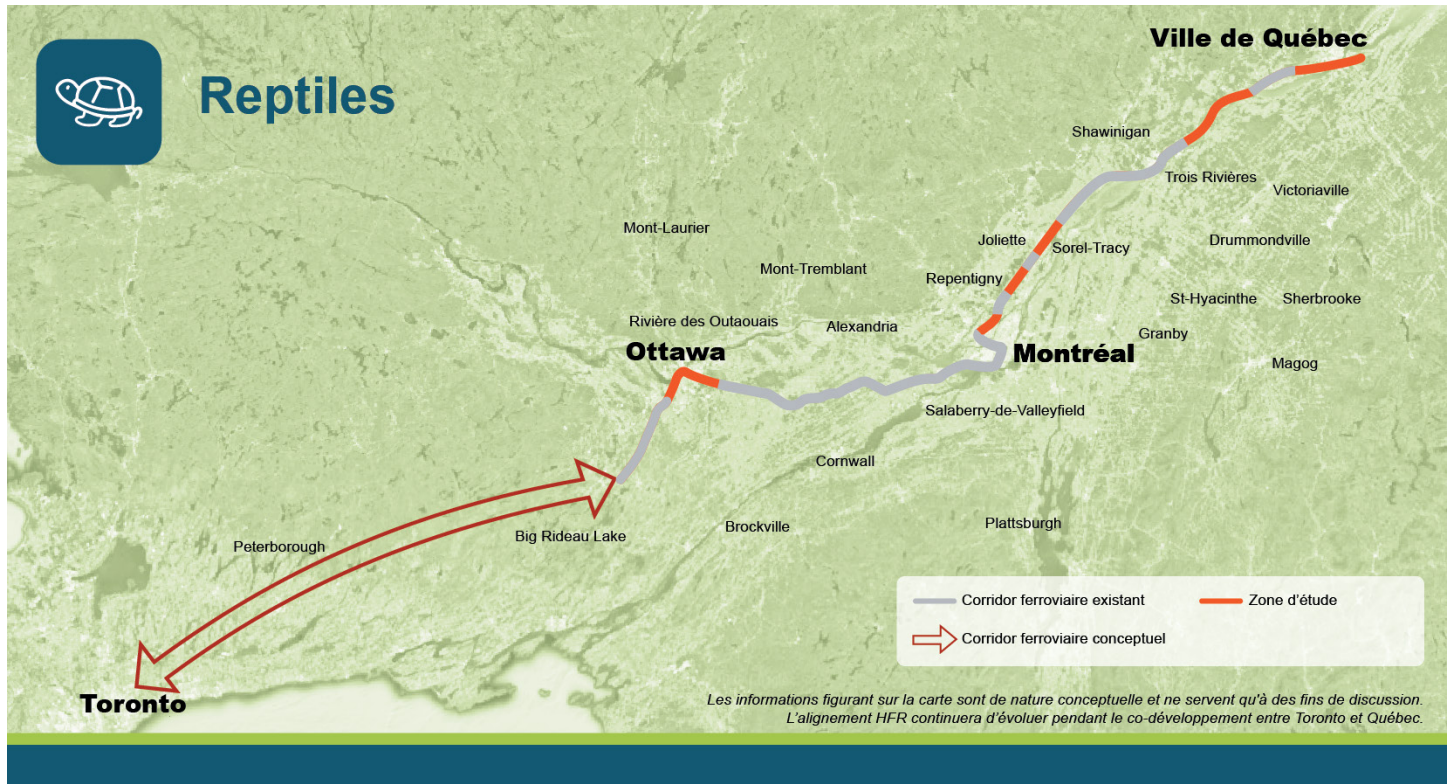 Reptiles
Ville de Québec
Shawinigan
Trois Rivières
Victoriaville
Mont-Laurier
Joliette
Sorel-Tracy
Drummondville
Mont-Tremblant
Repentigny
St-Hyacinthe
Sherbrooke
Rivière des Outaouais
Alexandria
Granby
Ottawa
Montréal
Magog
Salaberry-de-Valleyfield
Cornwall
Brockville
Plattsburgh
Big Rideau Lake
Peterborough
Toronto
Corridor ferroviaire existant
Zone d'étude
Corridor ferroviaire conceptuel
Les informations figurant sur la carte sont de nature conceptuelle et ne servent qu'à des fins de discussion.
L'alignement HFR continuera d'évoluer pendant le co-développement entre Toronto et Québec.